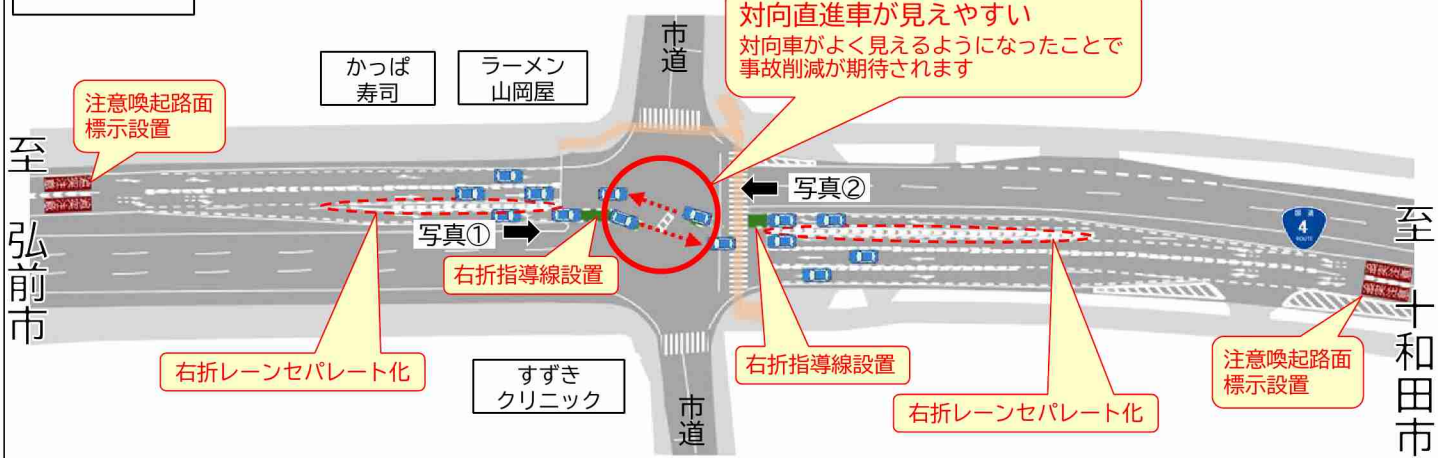 対向直進車が見えやすい
対向車がよく見えるようになったことで
事故削減が期待されます
市道
かっぱ
寿司
ラーメン
山岡屋
注意喚起路面
標示設置
至
弘前市
写真①
写真②
右折指導線設置
国道
4
ROUTE
至
十和田市
右折レーンセパレート化
すずき
クリニック
市道
右折指導線設置
右折レーンセパレート化
注意喚起路面
標示設置